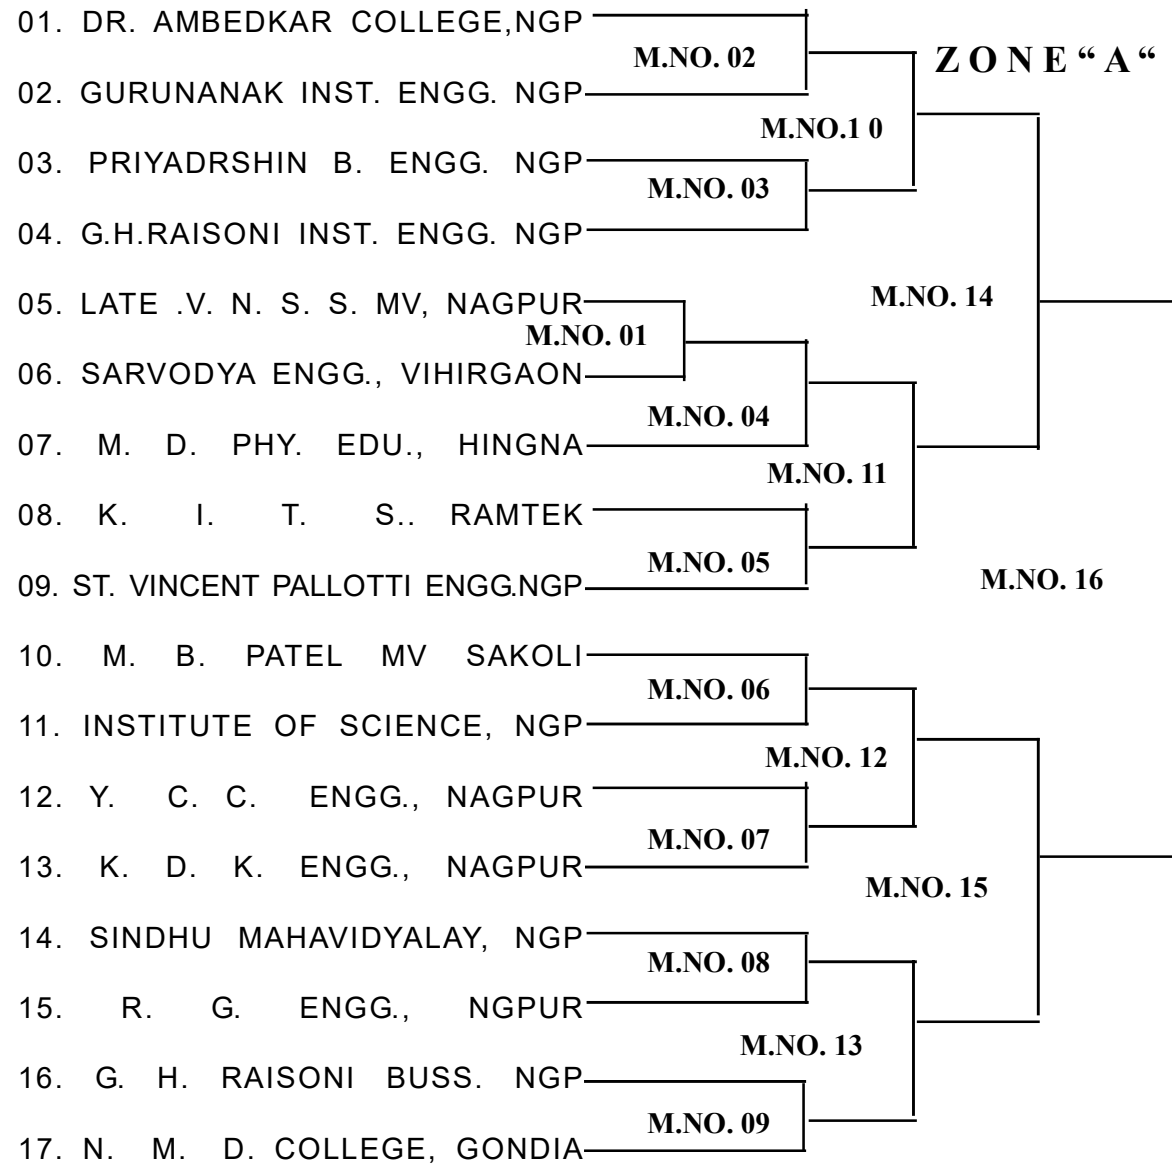 01. DR. AMBEDKAR COLLEGE,NGP
M.NO. 02
ZONE“A“
02. GURUNANAK INST. ENGG. NGP
M.NO.1 0
03. PRIYADRSHIN B. ENGG. NGP
M.NO. 03
04. G.H.RAISONI INST. ENGG. NGP
05. LATE .V. N. S. S. MV, NAGPUR
M.NO. 14
M.NO. 01
06. SARVODYA ENGG., VIHIRGAON
M.NO. 04
07. M. D. PHY. EDU., HINGNA
M.NO. 11
08. K. I. T. S.. RAMTEK
M.NO. 05
09. ST. VINCENT PALLOTTI ENGG.NGP
M.NO. 16
10. M. B. PATEL MV SAKOLI
M.NO. 06
11. INSTITUTE OF SCIENCE, NGP
M.NO. 12
12. Y. C. C. ENGG., NAGPUR
M.NO. 07
13. K. D. K. ENGG., NAGPUR
M.NO. 15
14. SINDHU MAHAVIDYALAY, NGP
M.NO. 08
15. R. G. ENGG., NGPUR
M.NO. 13
16. G. H. RAISONI BUSS. NGP
M.NO. 09
17. N. M. D. COLLEGE, GONDIA